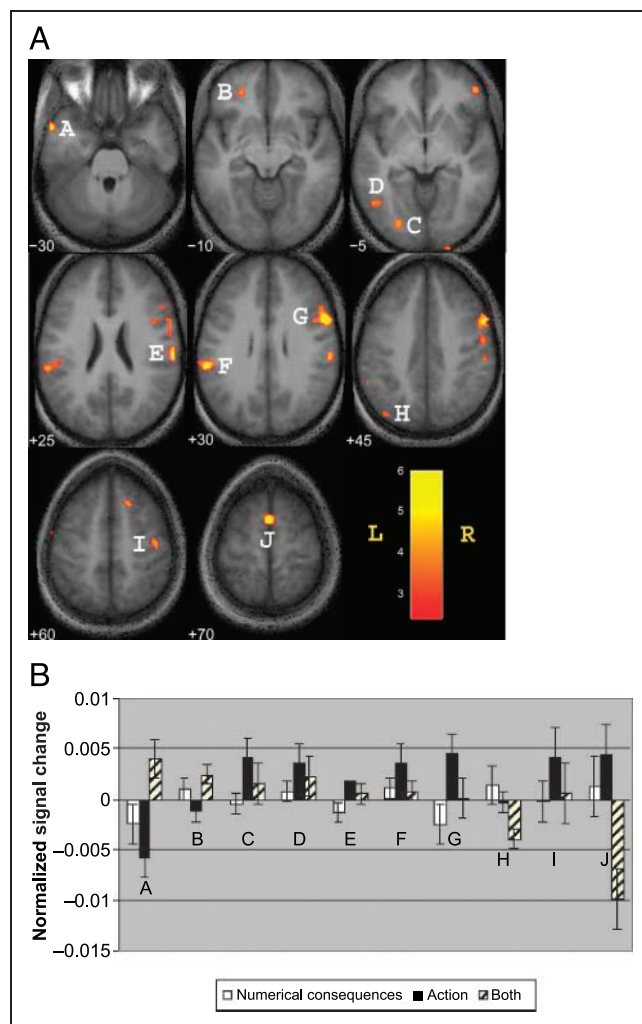 A
B
A
D
C
−30
−10
−5
G
E
F
H
+25
+30
+45
6
5
L
R
I
J
4
3
+60
+70
B
0.01
0.005
0
−0.005
−0.01
−0.015
Normalized signal change
A
B
C
D
E
F
G
H
I
J
Numerical consequences
Action
Both